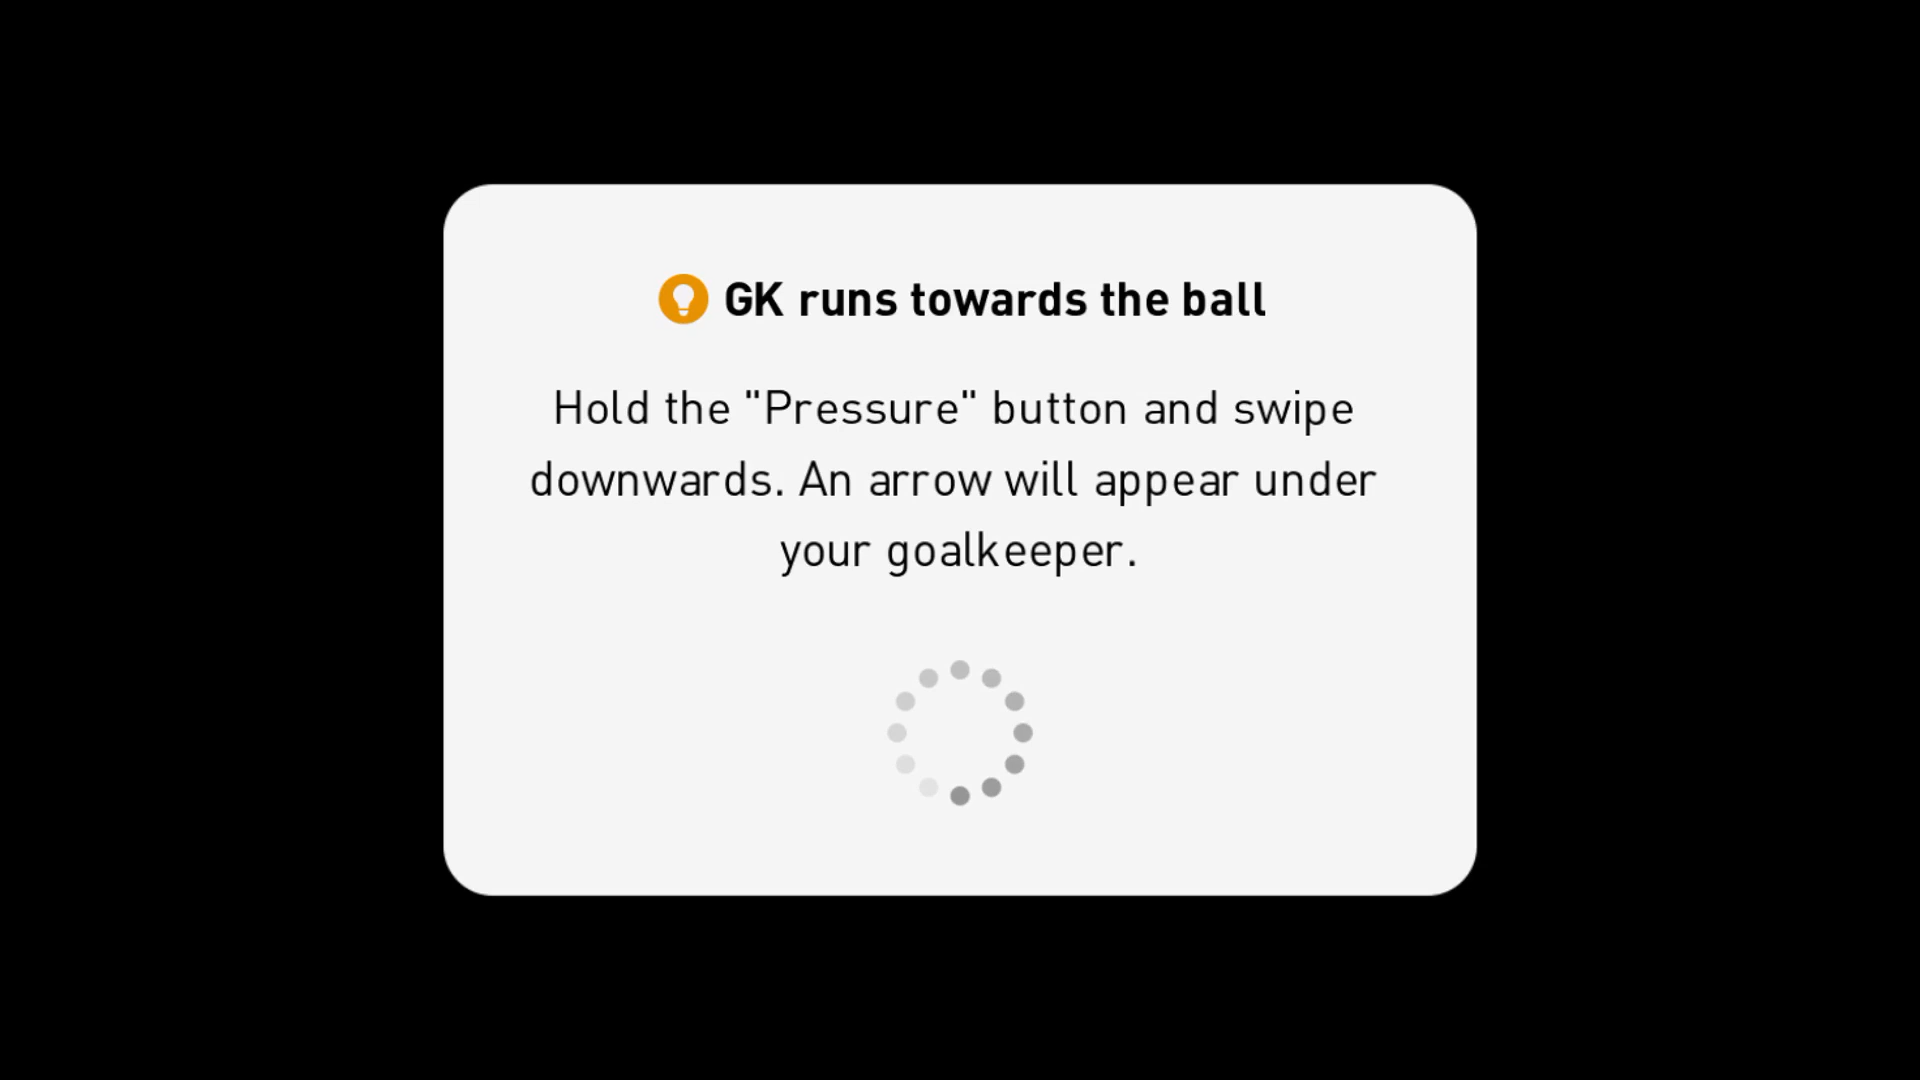 GK runs towards the ball
Hold the "Pressure" button and swipe
downwards. An arrow will appear under
your goalkeeper.